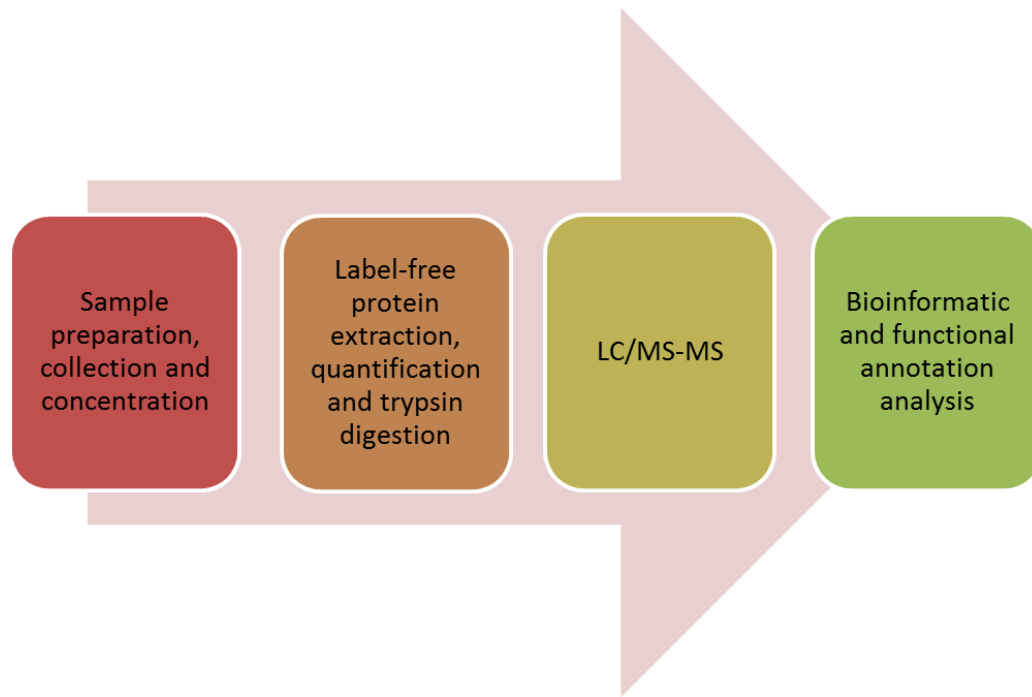 Sample
preparation,
collection and
concentration
Label-free
protein
extraction,
quantification
and trypsin
digestion
LC/MS-MS
Bioinformatic
and functional
annotation
analysis